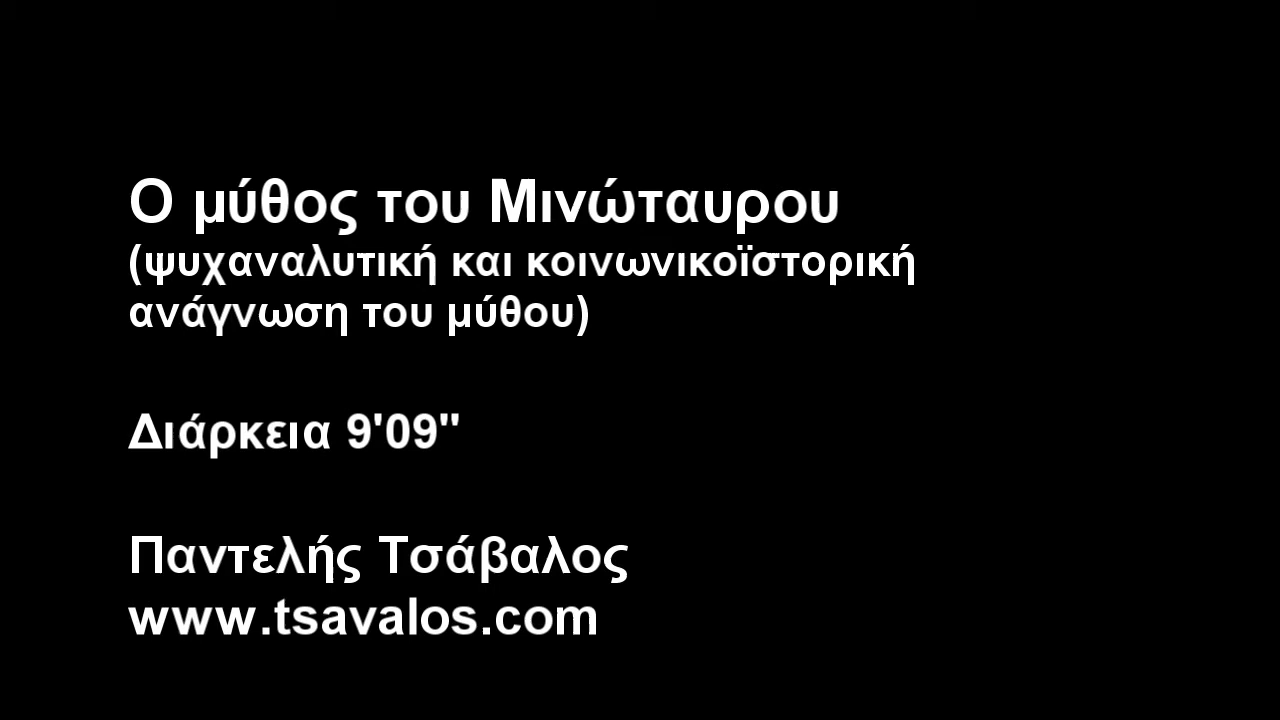 Ο μύθος του Μινώταυρου
(ψυχαναλυτική και κοινωνικοϊστορική
ανάγνωση του μύθου)
Διάρκεια 9'09"
Παντελής Τσάβαλος
www.tsavalos.com